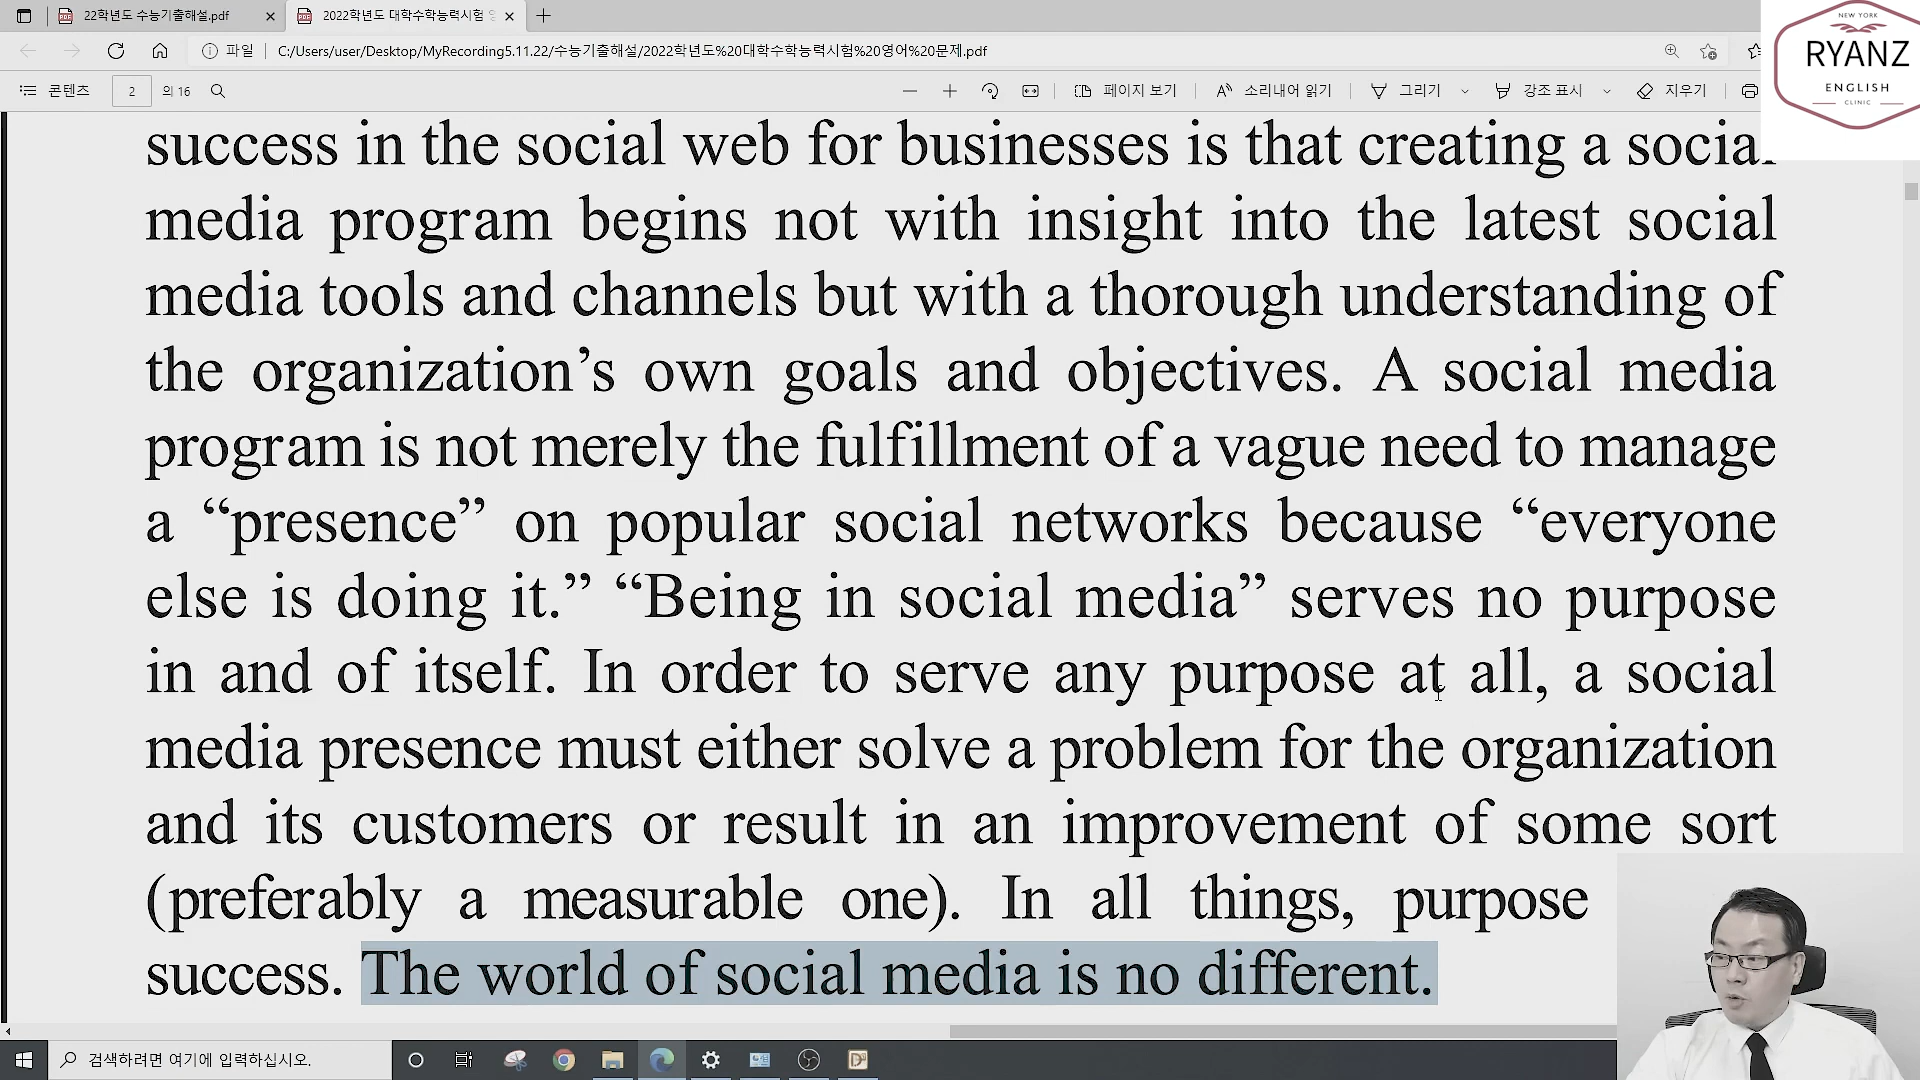 22학년도 수능기출해설.pdf
2022학년도 대학수학능력시험
파일
C:/Users/user/Desktop/MyRecording5.11.22/수능기출해설/2022학년도%20대학수학능력시험%20영어%20문제.pdf
콘텐츠
2
의 16
페이지 보기
소리내어 읽기
그리기
강조 표시
지우기
NEW YORK
RYANZ
ENGLISH
CLINIC
success in the social web for businesses is that creating a social
media program begins not with insight into the latest social
media tools and channels but with a thorough understanding of
the organization’s own goals and objectives. A social media
program is not merely the fulfillment of a vague need to manage
a “presence” on popular social networks because “everyone
else is doing it.” “Being in social media” serves no purpose
in and of itself. In order to serve any purpose at all, a social
media presence must either solve a problem for the organization
and its customers or result in an improvement of some sort
(preferably a measurable one). In all things, purpose
success. The world of social media is no different.
검색하려면 여기에 입력하십시오.